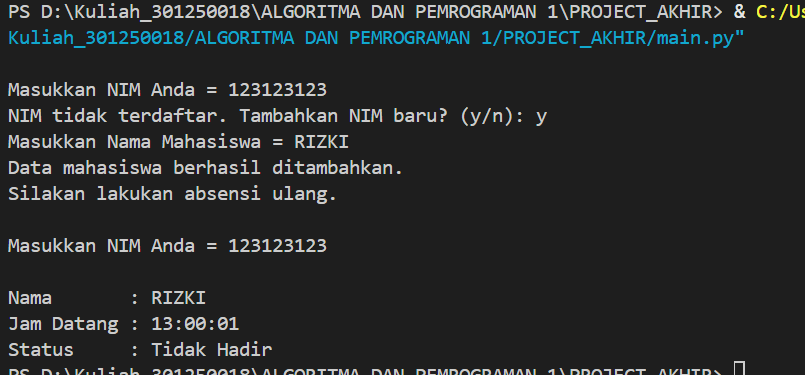 PS D:\Kuliah_301250018\ALGORITMA DAN PEMROGRAMAN 1\PROJECT_AKHIR> & C:/Us
Kuliah_301250018/ALGORITMA DAN PEMROGRAMAN 1/PROJECT_AKHIR/main.py"
Masukkan NIM Anda = 123123123
NIM tidak terdaftar. Tambahkan NIM baru? (y/n): y
Masukkan Nama Mahasiswa = RIZKI
Data mahasiswa berhasil ditambahkan.
Silakan lakukan absensi ulang.
Masukkan NIM Anda = 123123123
Nama : RIZKI
Jam Datang : 13:00:01
Status : Tidak Hadir
PS D:\Kuliah_301250018\ALGORITMA DAN PEMROGRAMAN 1\PROJECT_AKHIR>